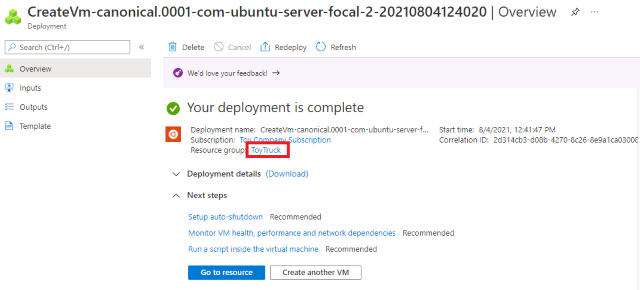 CreateVm-canonical.0001-com-ubuntu-server-focal-2-20210804124020 | Overview
Deployment
Search (Ctrl+/)
«
Delete Cancel Redeploy Refresh
Overview
Inputs
Outputs
Template
We'd love your feedback! →
Your deployment is complete
Deployment name: CreateVm-canonical.0001-com-ubuntu-server-f...
Start time: 8/4/2021, 12:41:47 PM
Subscription: Toy Company Subscription
Correlation ID: 2d314cb3-d08b-4270-8c26-8e9a1ca03006
Resource group: ToyTruck
Deployment details (Download)
Next steps
Setup auto-shutdown Recommended
Monitor VM health, performance and network dependencies Recommended
Run a script inside the virtual machine Recommended
Go to resource Create another VM